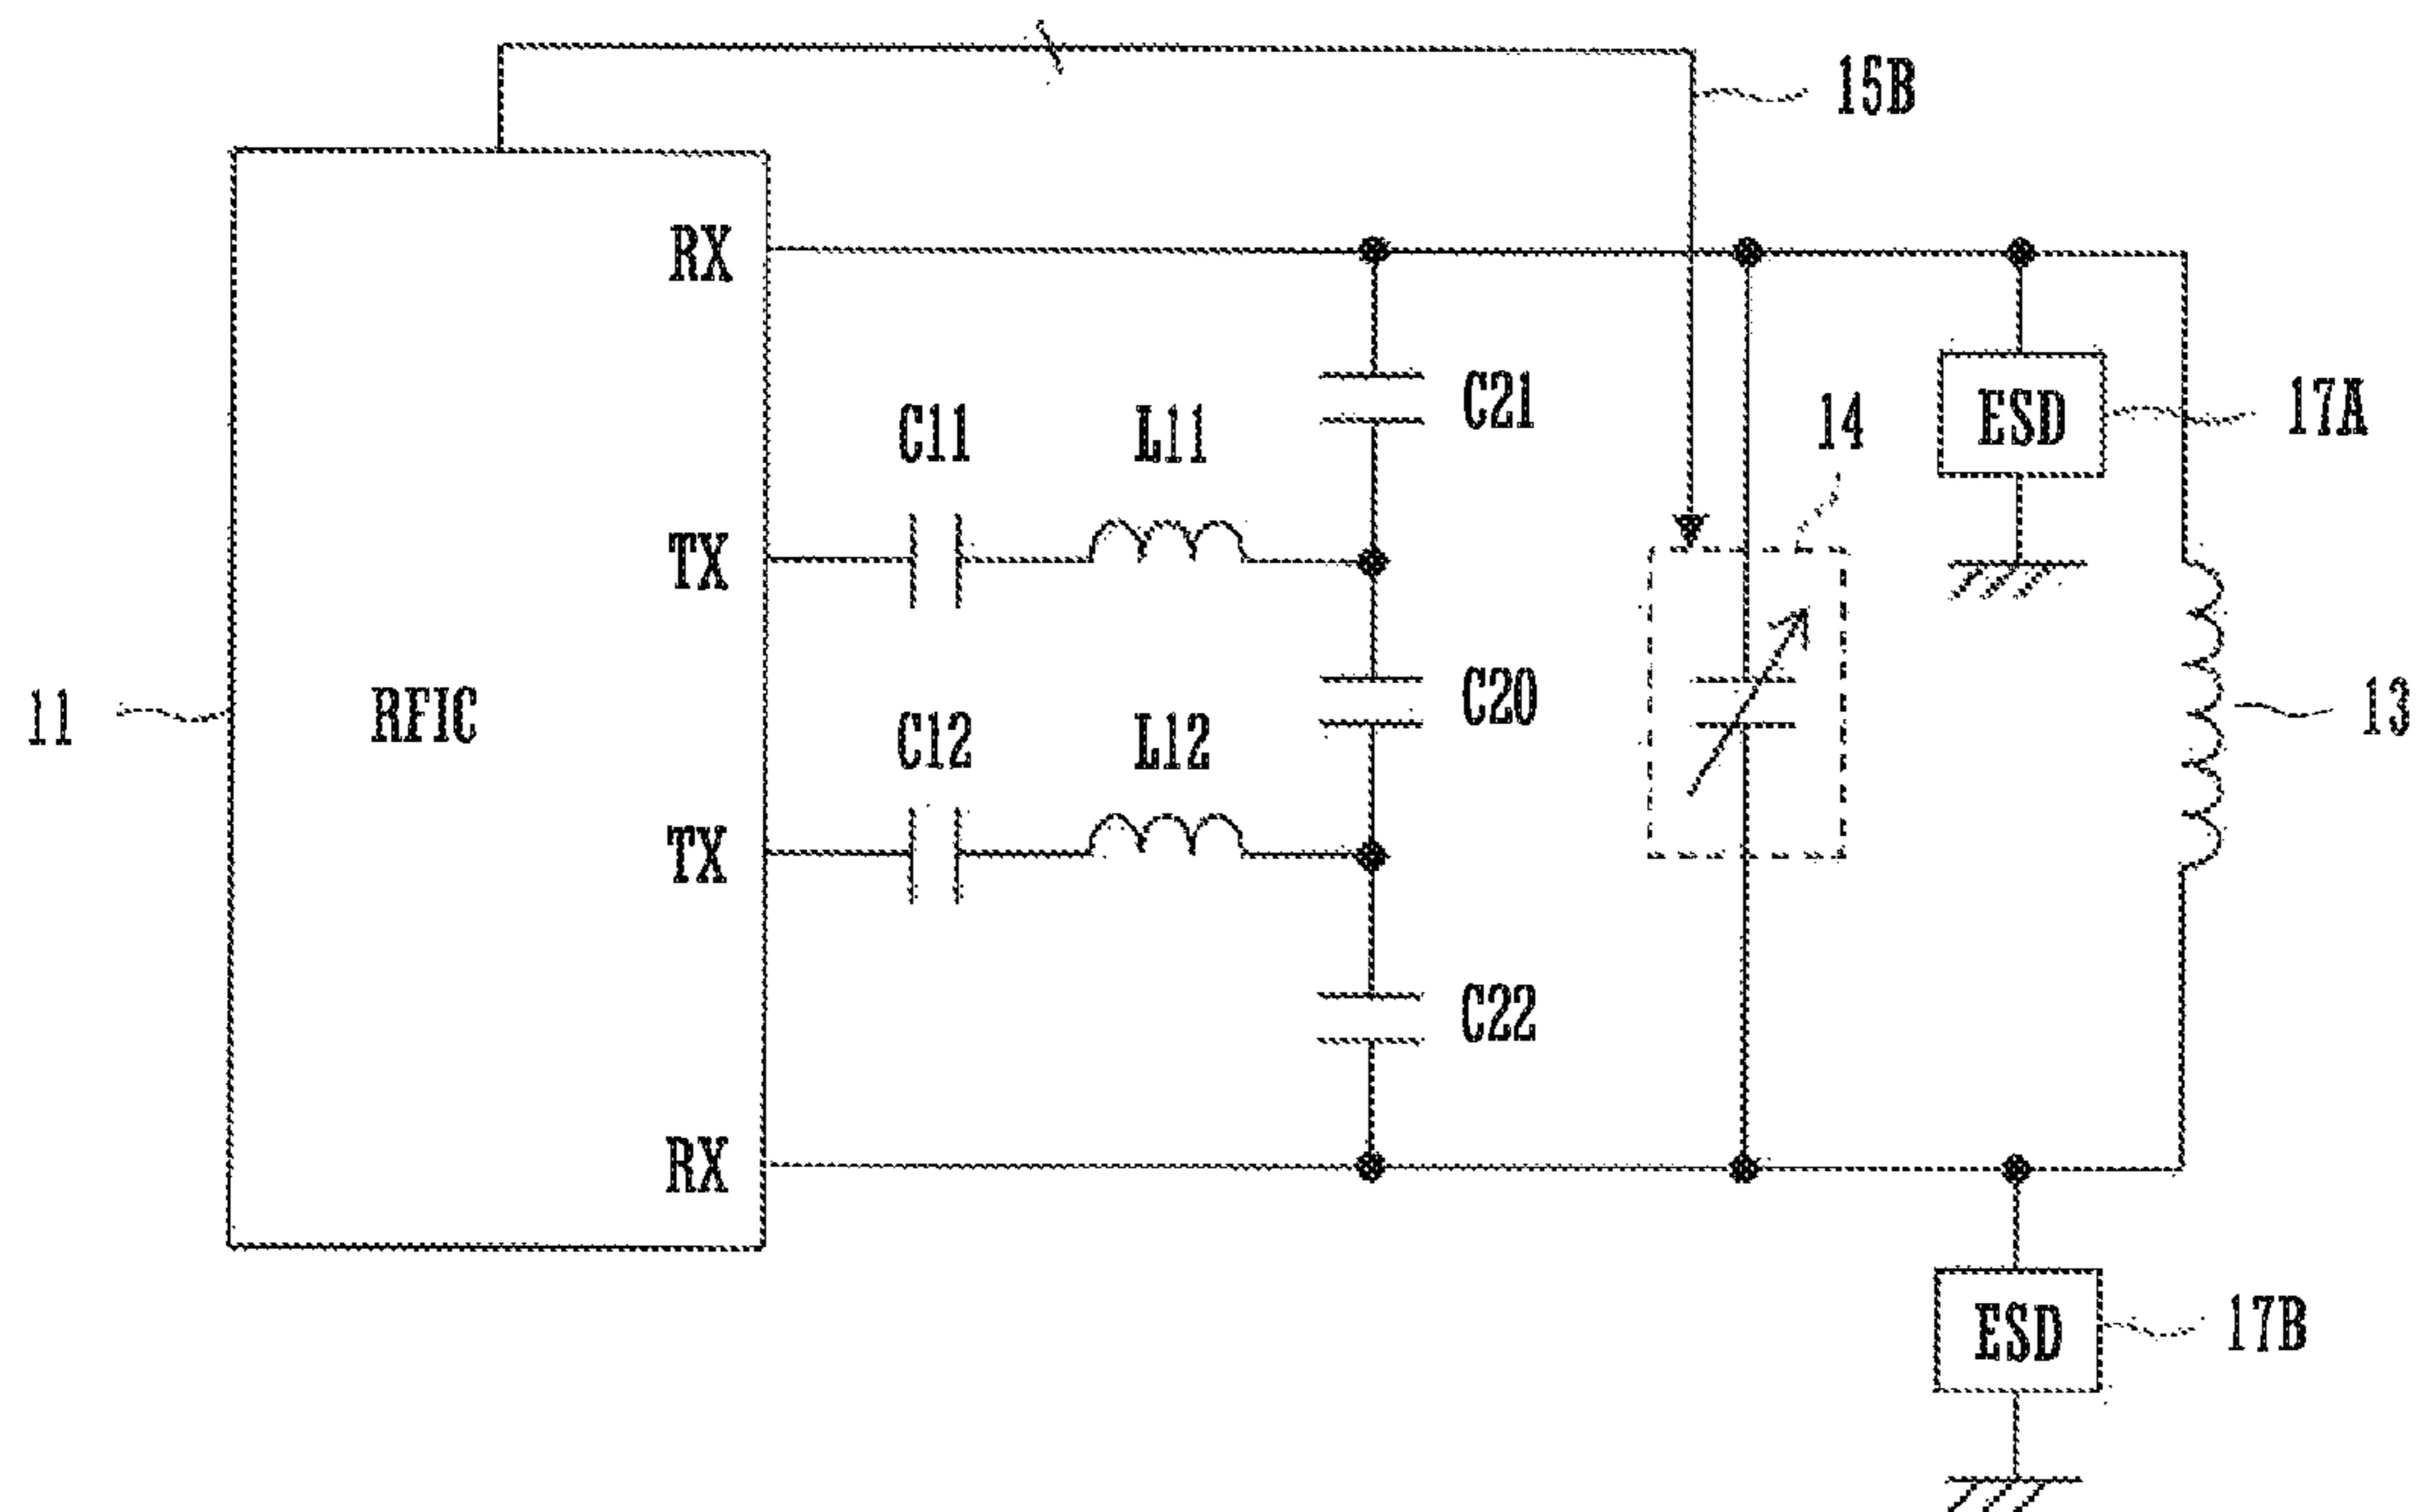 15B
RX
C21
17A
ESD
14
C11
L11
TX
11
RFIC
C20
13
C12
L12
TX
C22
RX
ESD
17B